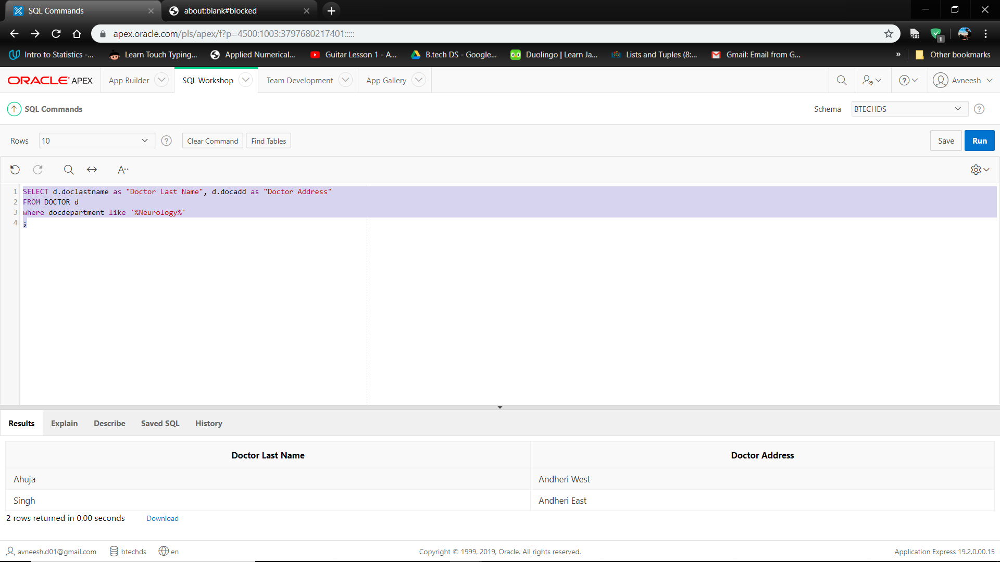 SQL Commands
about:blank#blocked
apex.oracle.com/pls/apex/f?p=4500:1003:3797680217401:::::
OFF
1
Intro to Statistics -... Learn Touch Typing... Applied Numerical... Guitar Lesson 1 - A... B.tech DS - Google... Duolingo | Learn Ja... Lists and Tuples (8:... Gmail: Email from G... » Other bookmarks
ORACLE APEX App Builder SQL Workshop Team Development App Gallery Avneesh
SQL Commands Schema BTECHDS
Rows 10 Clear Command Find Tables Save Run
A··
1 SELECT d.doclastname as "Doctor Last Name", d.docadd as "Doctor Address"
2 FROM DOCTOR d
3 where docdepartment like '%Neurology%'
4 ;
Results Explain Describe Saved SQL History
Doctor Last Name Doctor Address
Ahuja Andheri West
Singh Andheri East
2 rows returned in 0.00 seconds Download
avneesh.d01@gmail.com btechds en Copyright © 1999, 2019, Oracle. All rights reserved. Application Express 19.2.0.00.15